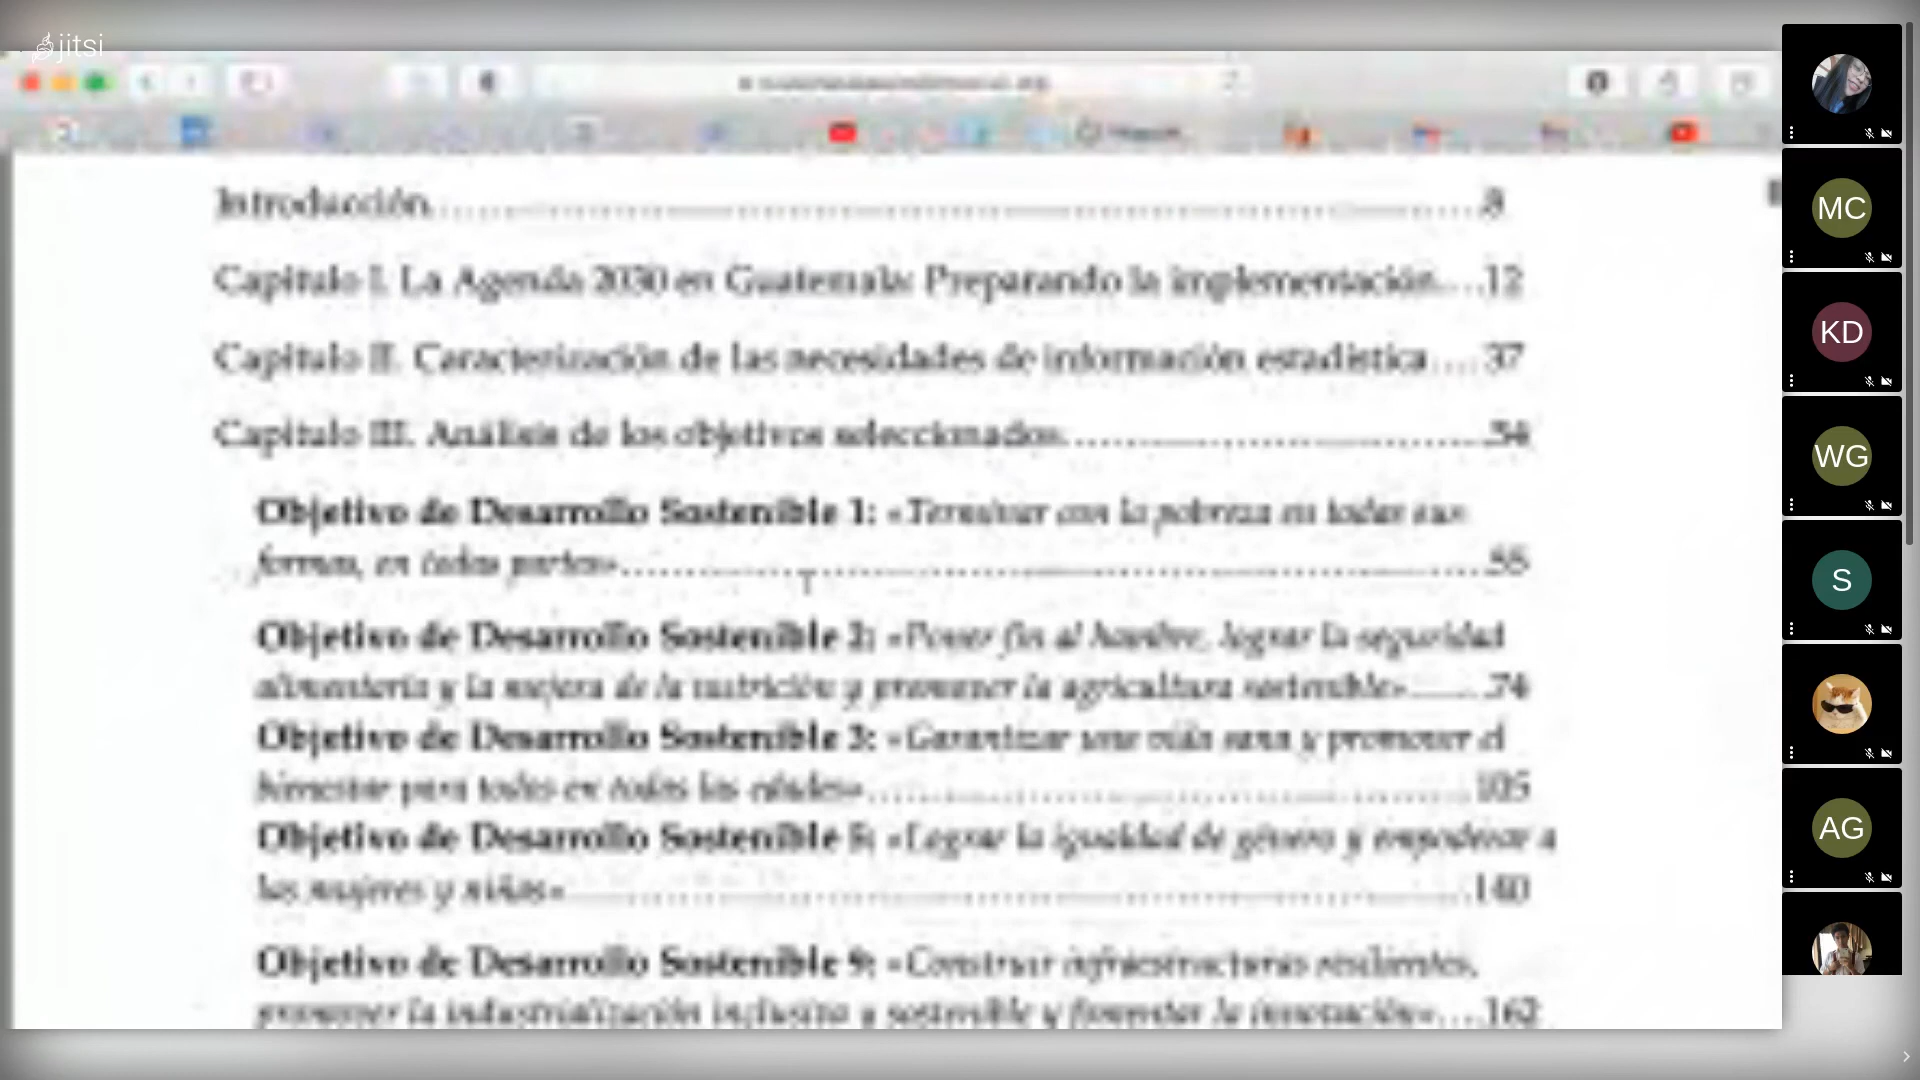 jitsi
Introducción 8
Capítulo I. La Agenda 2030 en Guatemala: Preparando la implementación....12
Capítulo II. Caracterización de las necesidades de información estadística.... 37
Capítulo III. Análisis de los objetivos seleccionados 54
Objetivo de Desarrollo Sostenible 1: «Terminar con la pobreza en todas sus
formas, en todas partes» 55
Objetivo de Desarrollo Sostenible 2: «Poner fin al hambre, lograr la seguridad
alimentaria y la mejora de la nutrición y promover la agricultura sostenible» 74
Objetivo de Desarrollo Sostenible 3: «Garantizar una vida sana y promover el
bienestar para todos en todas las edades» 105
Objetivo de Desarrollo Sostenible 5: «Lograr la igualdad de género y empoderar a
las mujeres y niñas» 140
Objetivo de Desarrollo Sostenible 9: «Construir infraestructuras resilientes,
promover la industrialización inclusiva y sostenible y fomentar la innovación»....162
MC
KD
WG
S
AG